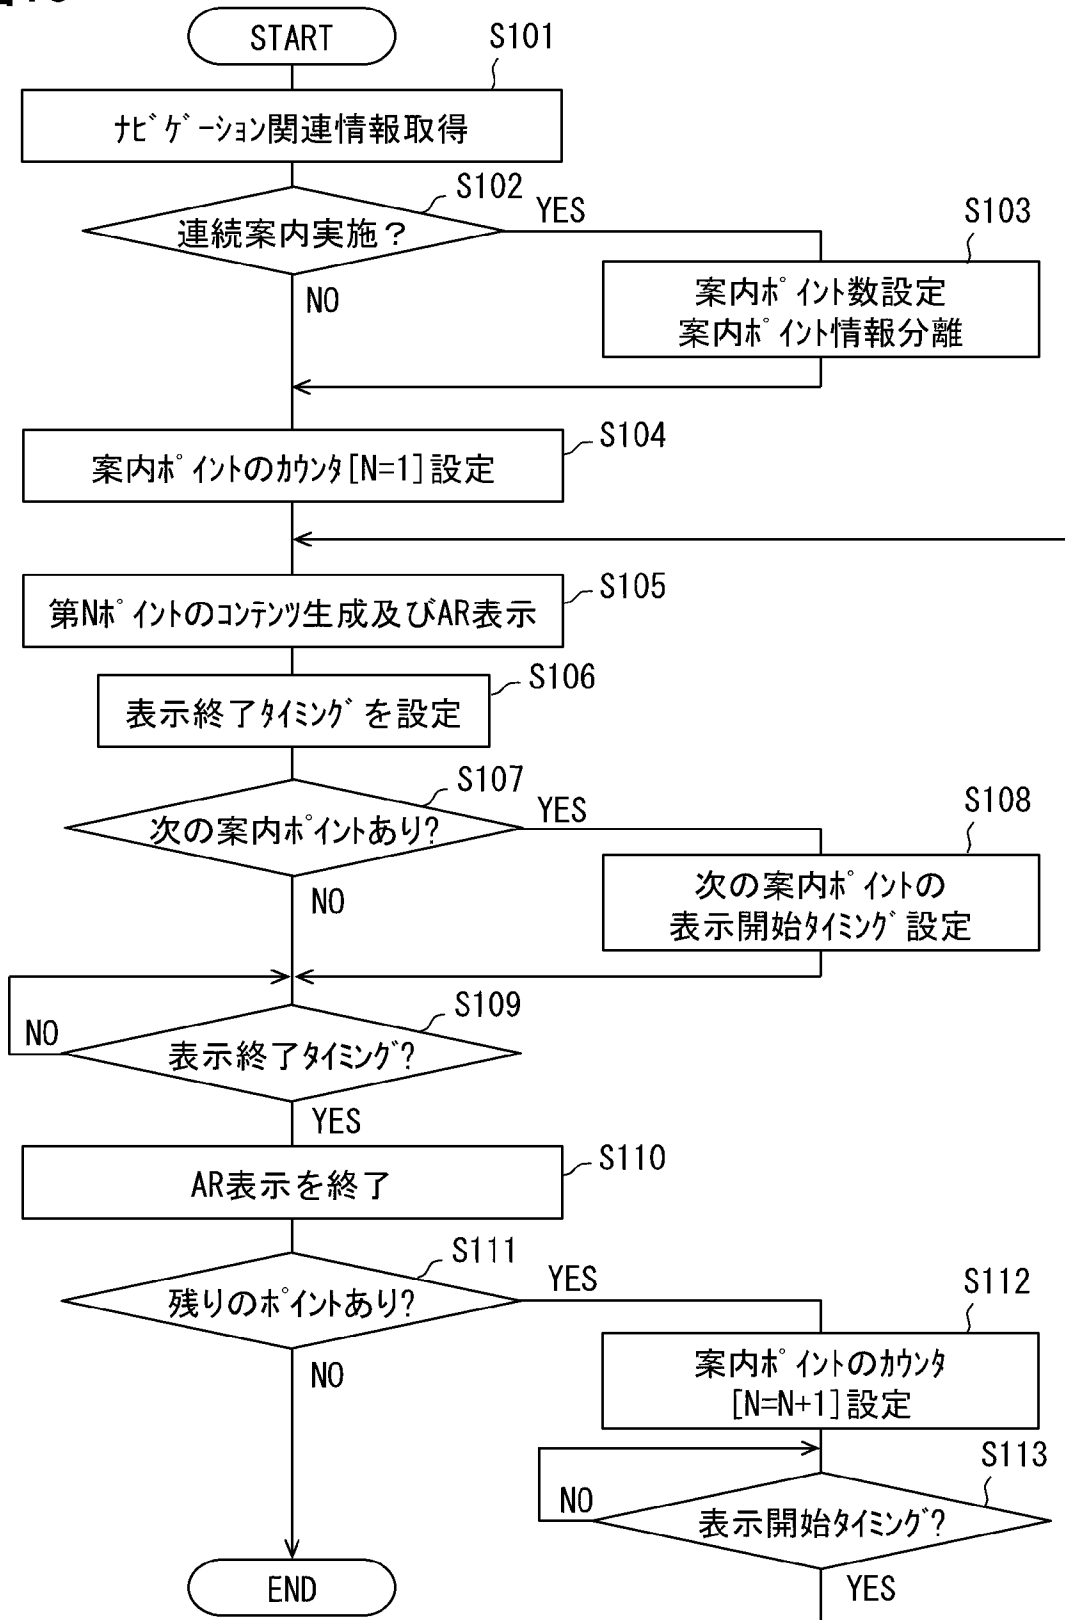 START
S101
ﾅﾋﾞｹﾞｰｼｮﾝ関連情報取得
S102
連続案内実施？
YES
NO
S103
案内ﾎﾟｲﾝﾄ数設定
案内ﾎﾟｲﾝﾄ情報分離
S104
案内ﾎﾟｲﾝﾄのｶｳﾝﾀ[N=1]設定
S105
第Nﾎﾟｲﾝﾄのｺﾝﾃﾝﾂ生成及びAR表示
S106
表示終了ﾀｲﾐﾝｸﾞを設定
S107
次の案内ﾎﾟｲﾝﾄあり?
YES
NO
S108
次の案内ﾎﾟｲﾝﾄの
表示開始ﾀｲﾐﾝｸﾞ設定
S109
表示終了ﾀｲﾐﾝｸﾞ?
NO
YES
S110
AR表示を終了
S111
残りのﾎﾟｲﾝﾄあり?
YES
NO
S112
案内ﾎﾟｲﾝﾄのｶｳﾝﾀ
[N=N+1]設定
S113
表示開始ﾀｲﾐﾝｸﾞ?
NO
YES
END